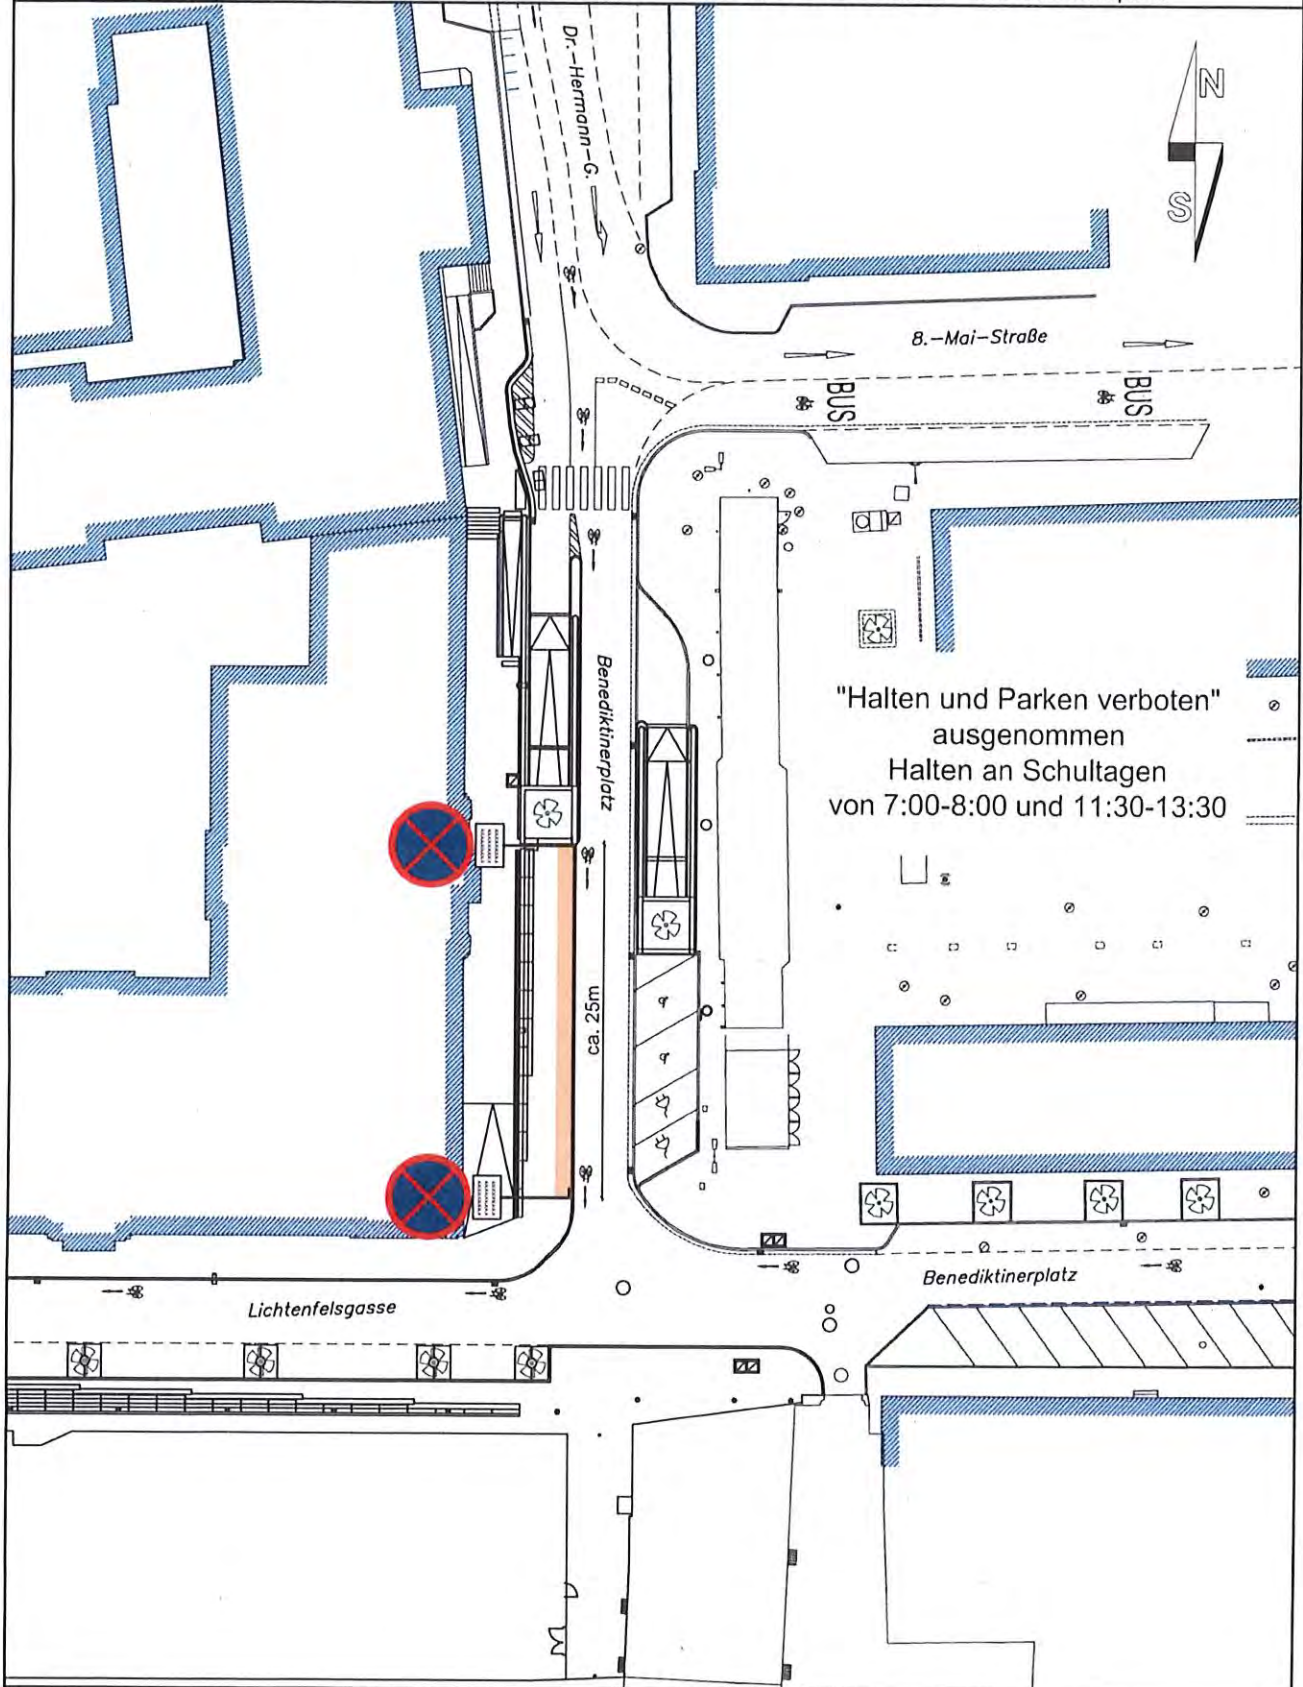 Dr.-Hermann-G.
N
S
8.-Mai-Straße
BUS
BUS
Benediktinerplatz
"Halten und Parken verboten"
ausgenommen
Halten an Schultagen
von 7:00-8:00 und 11:30-13:30
ca. 25m
Benediktinerplatz
Lichtenfelsgasse